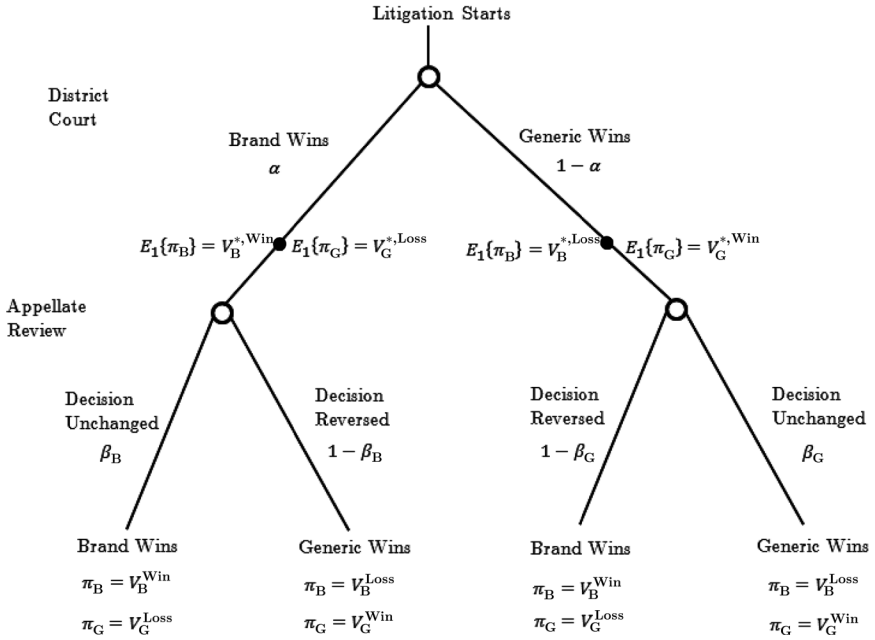 Litigation Starts
District
Court
Brand Wins
α
Generic Wins
1 − α
E₁{π_B} = V_B^{*,Win}
E₁{π_G} = V_G^{*,Loss}
E₁{π_B} = V_B^{*,Loss}
E₁{π_G} = V_G^{*,Win}
Appellate
Review
Decision
Unchanged
β_B
Decision
Reversed
1 − β_B
Decision
Reversed
1 − β_G
Decision
Unchanged
β_G
Brand Wins
π_B = V_B^{Win}
π_G = V_G^{Loss}
Generic Wins
π_B = V_B^{Loss}
π_G = V_G^{Win}
Brand Wins
π_B = V_B^{Win}
π_G = V_G^{Loss}
Generic Wins
π_B = V_B^{Loss}
π_G = V_G^{Win}